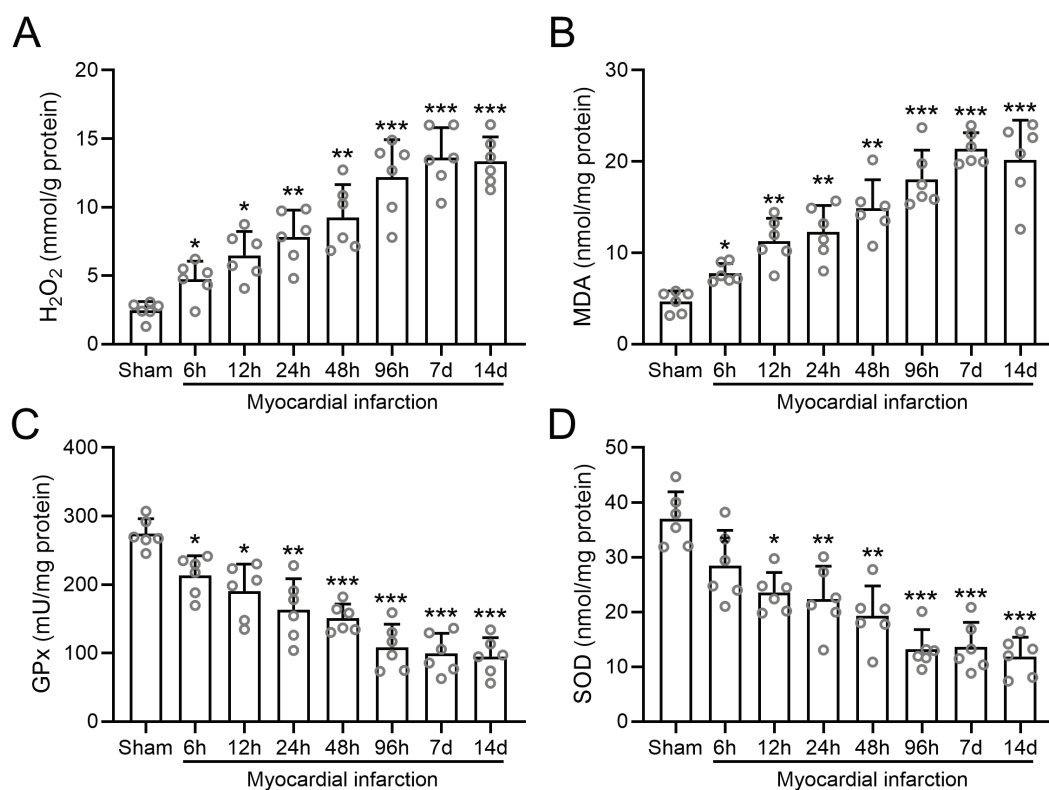 A
H₂O₂ (mmol/g protein)
20
15
10
5
0
* * ** ** *** *** ***
Sham 6h 12h 24h 48h 96h 7d 14d
Myocardial infarction
B
MDA (nmol/mg protein)
30
20
10
0
* ** ** ** *** *** ***
Sham 6h 12h 24h 48h 96h 7d 14d
Myocardial infarction
C
GPx (mU/mg protein)
400
300
200
100
0
* * ** *** *** *** ***
Sham 6h 12h 24h 48h 96h 7d 14d
Myocardial infarction
D
SOD (nmol/mg protein)
50
40
30
20
10
0
* * ** ** *** *** ***
Sham 6h 12h 24h 48h 96h 7d 14d
Myocardial infarction